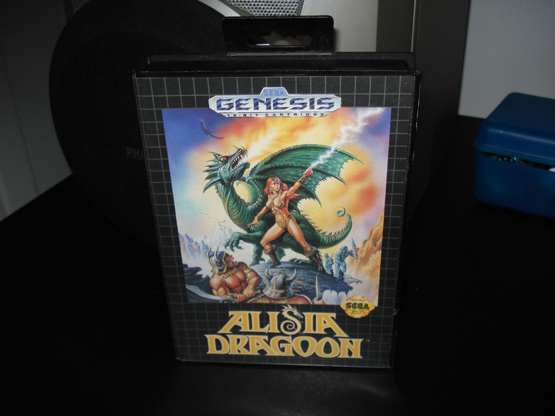 SEGA
GENESIS
16-BIT CARTRIDGE
SEGA
ALISIA
DRAGOON